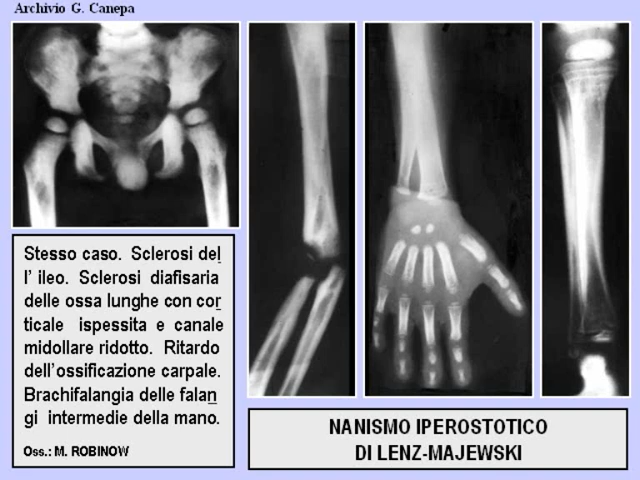 Archivio G. Canepa
Stesso caso. Sclerosi del
l' ileo. Sclerosi diafisaria
delle ossa lunghe con cor
ticale ispessita e canale
midollare ridotto. Ritardo
dell'ossificazione carpale.
Brachifalangia delle falan
gi intermedie della mano.
Oss.: M. ROBINOW
NANISMO IPEROSTOTICO
DI LENZ-MAJEWSKI